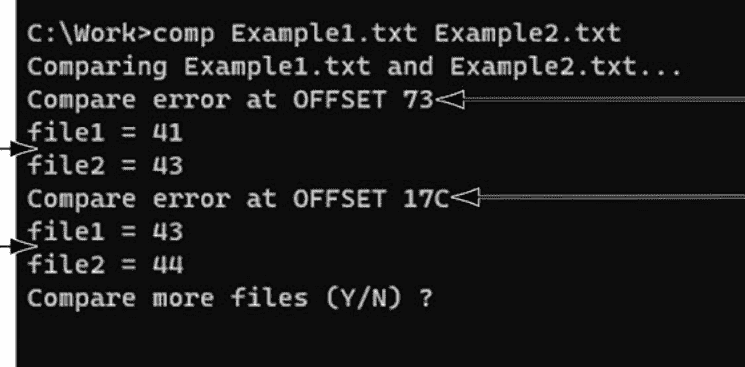 C:\Work>comp Example1.txt Example2.txt
Comparing Example1.txt and Example2.txt...
Compare error at OFFSET 73
file1 = 41
file2 = 43
Compare error at OFFSET 17C
file1 = 43
file2 = 44
Compare more files (Y/N) ?